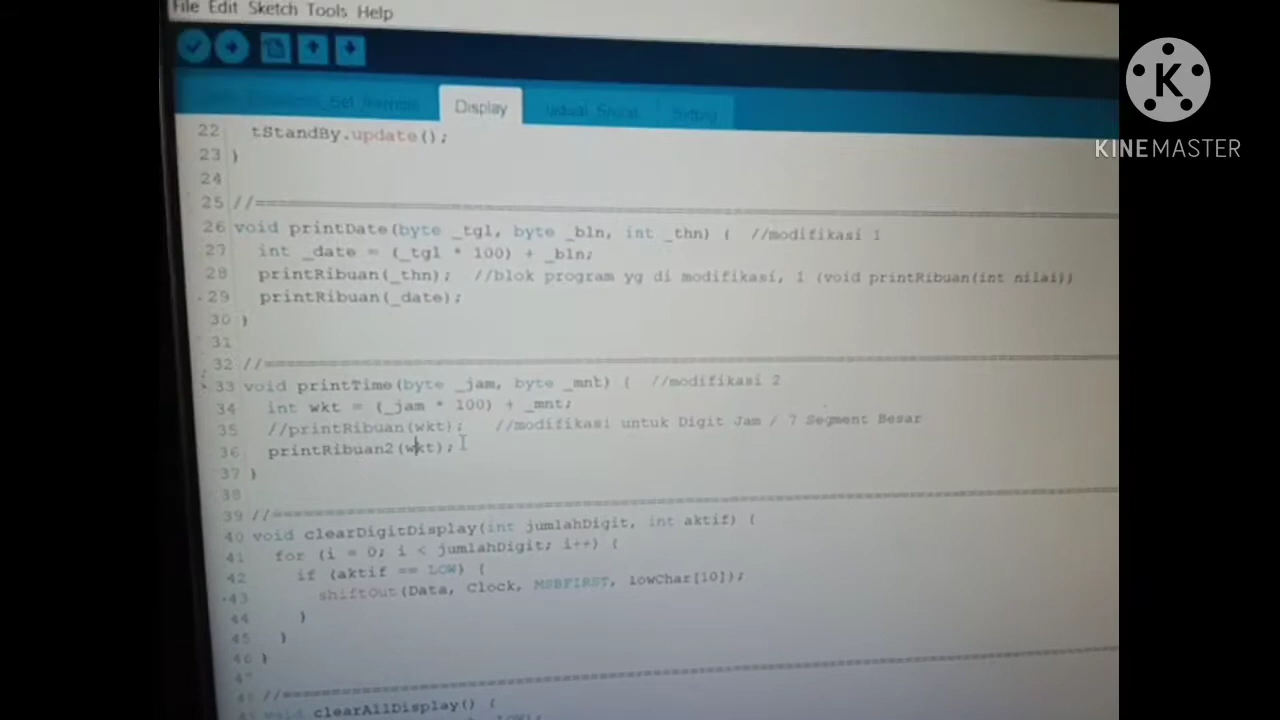 File Edit Sketch Tools Help
Display
22 tStandBy.update();
23 }
24
25 //=====================================================================
26 void printDate(byte _tgl, byte _bln, int _thn) { //modifikasi 1
27 int _date = (_tgl * 100) + _bln;
28 printRibuan(_thn); //blok program yg di modifikasi, 1 (void printRibuan(int nilai))
29 printRibuan(_date);
30 }
31
32 //=====================================================================
33 void printTime(byte _jam, byte _mnt) { //modifikasi 2
34 int wkt = (_jam * 100) + _mnt;
35 //printRibuan(wkt); //modifikasi untuk Digit Jam / 7 Segment Besar
36 printRibuan2(wkt);
37 }
38
39 //=====================================================================
40 void clearDigitDisplay(int jumlahDigit, int aktif) {
41 for (i = 0; i < jumlahDigit; i++) {
42 if (aktif == LOW) {
43 shiftOut(Data, Clock, MSBFIRST, lowChar[10]);
44 }
45 }
46 }
//=====================================================================
void clearAllDisplay() {
K
KINEMASTER